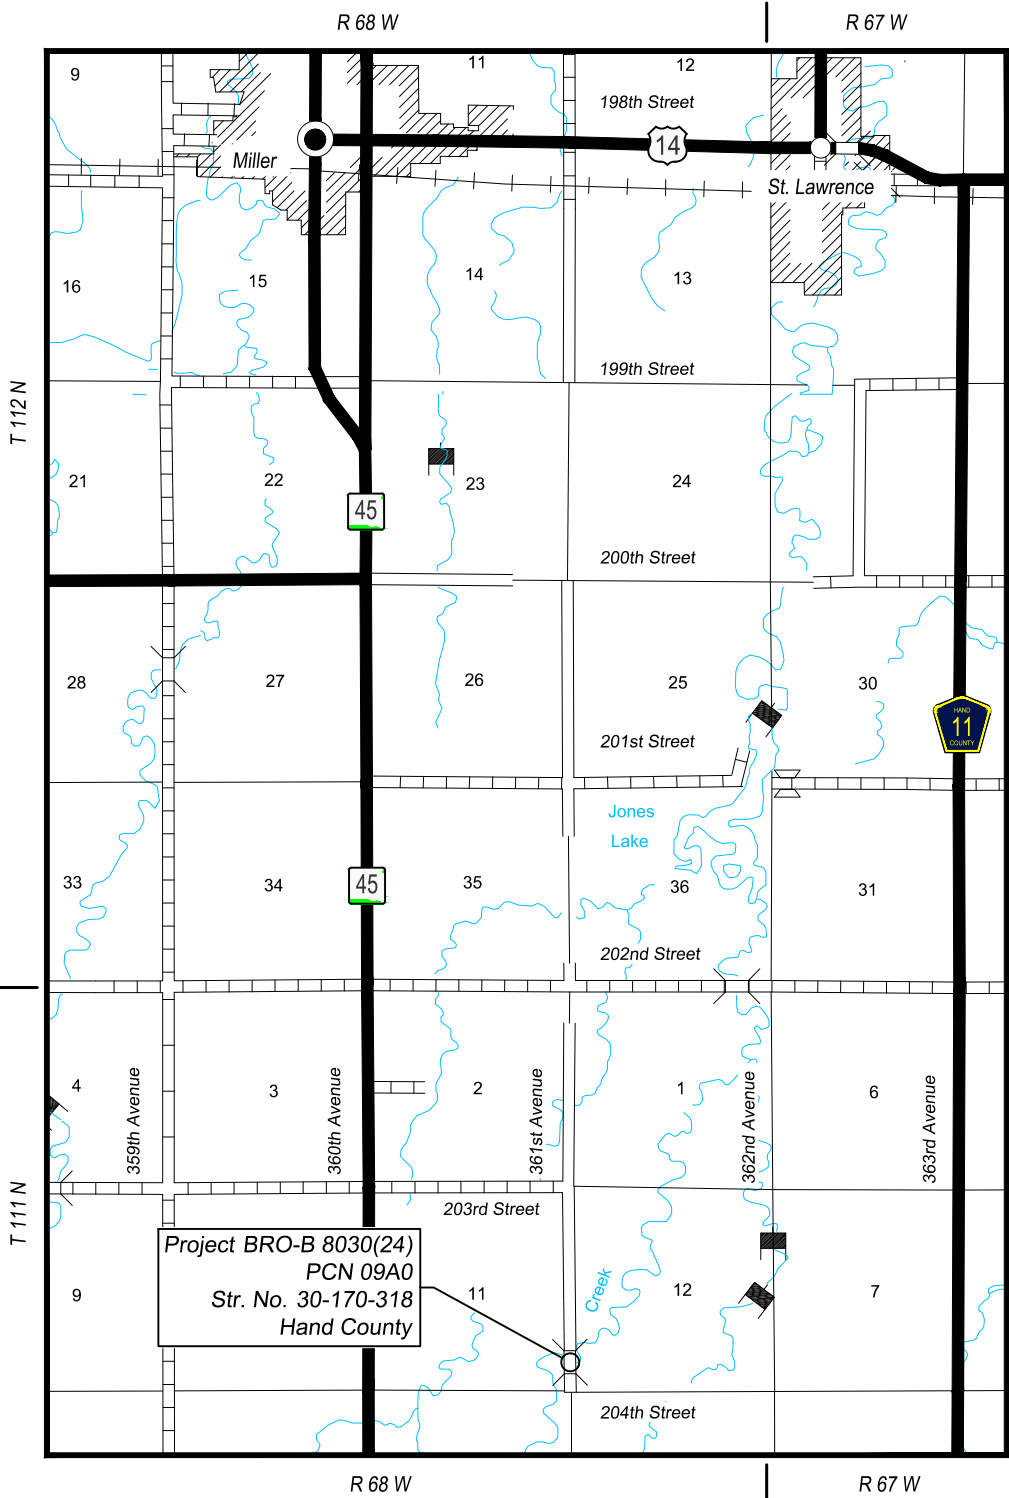 R 68 W
R 67 W
9
11
12
198th Street
14
Miller
St. Lawrence
16
15
14
13
199th Street
T 112 N
21
22
23
24
45
200th Street
28
27
26
25
30
HAND
11
COUNTY
201st Street
Jones
Lake
33
34
45
35
36
31
202nd Street
4
3
2
1
6
359th Avenue
360th Avenue
361st Avenue
362nd Avenue
363rd Avenue
T 111 N
203rd Street
Project BRO-B 8030(24)
PCN 09A0
Str. No. 30-170-318
Hand County
9
11
Creek
12
7
204th Street
R 68 W
R 67 W